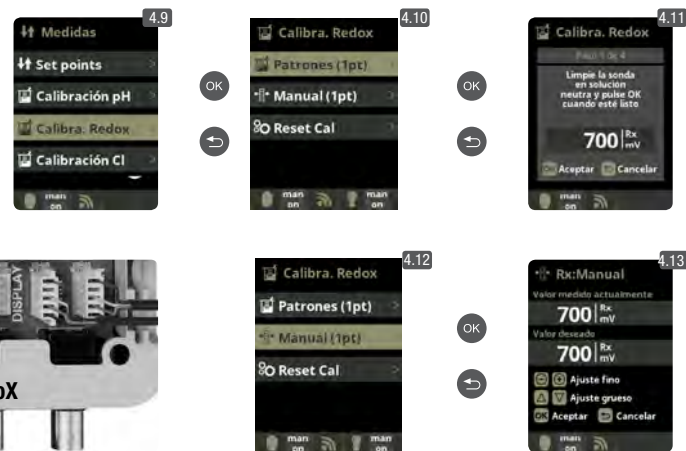 4.9
Medidas
Set points
Calibración pH
Calibra. Redox
Calibración Cl
man
on
OK
4.10
Calibra. Redox
Patrones (1pt)
Manual (1pt)
Reset Cal
man
on
man
on
OK
4.11
Calibra. Redox
Paso 1 de 4
Limpie la sonda
en solución
neutra y pulse OK
cuando esté listo
700 Rx mV
Aceptar Cancelar
man
on
DISPLAY
oX
4.12
Calibra. Redox
Patrones (1pt)
Manual (1pt)
Reset Cal
man
on
man
on
OK
4.13
Rx:Manual
Valor medido actualmente
700 Rx mV
Valor deseado
700 Rx mV
Ajuste fino
Ajuste grueso
OK Aceptar Cancelar
man
on